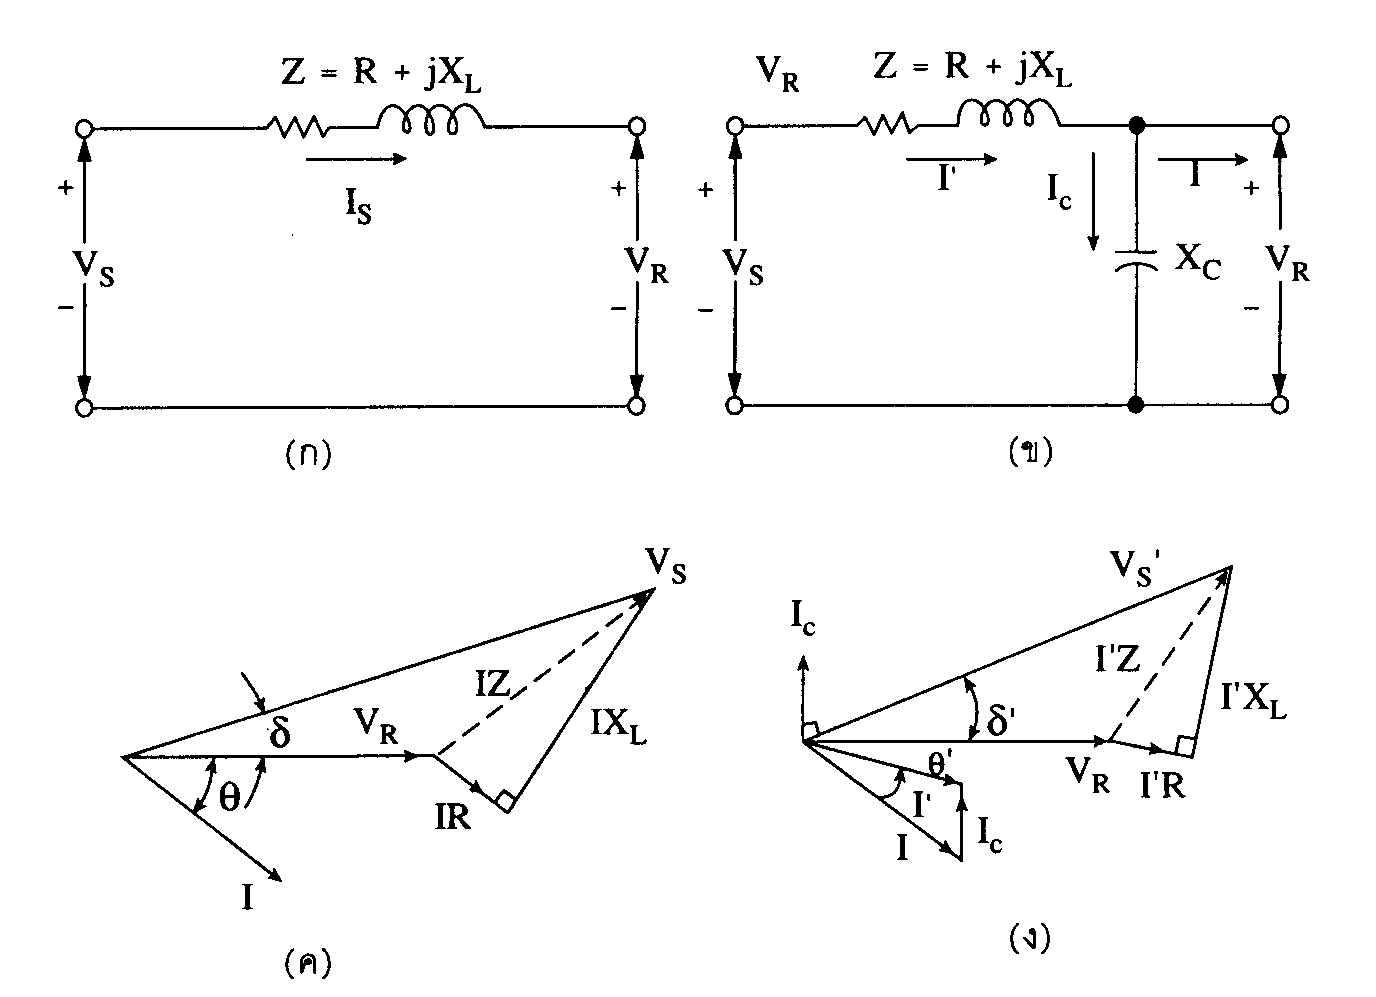 Z = R + jX_L
I_S
+
+
V_S
V_R
−
−
(ก)
V_R
Z = R + jX_L
I'
I_c
I
+
+
V_S
X_C
V_R
−
−
(ข)
V_S
IZ
δ
V_R
IX_L
θ
IR
I
(ค)
V_S'
I_c
I'Z
I'X_L
δ'
θ'
V_R
I'R
I'
I
I_c
(ง)